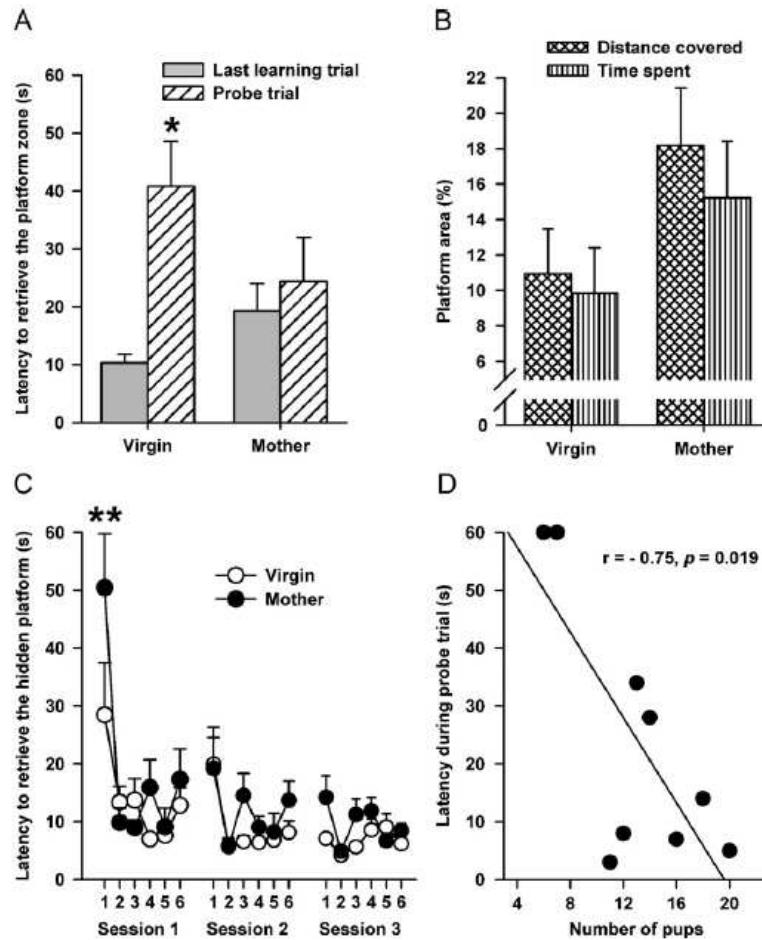 A
Last learning trial
Probe trial
Latency to retrieve the platform zone (s)
60
50
40
30
20
10
0
*
Virgin
Mother
B
Distance covered
Time spent
Platform area (%)
22
20
18
16
14
12
10
8
6
0
Virgin
Mother
C
**
Virgin
Mother
Latency to retrieve the hidden platform (s)
60
50
40
30
20
10
0
1 2 3 4 5 6 1 2 3 4 5 6 1 2 3 4 5 6
Session 1 Session 2 Session 3
D
r = - 0.75, p = 0.019
Latency during probe trial (s)
60
50
40
30
20
10
0
4 8 12 16 20
Number of pups